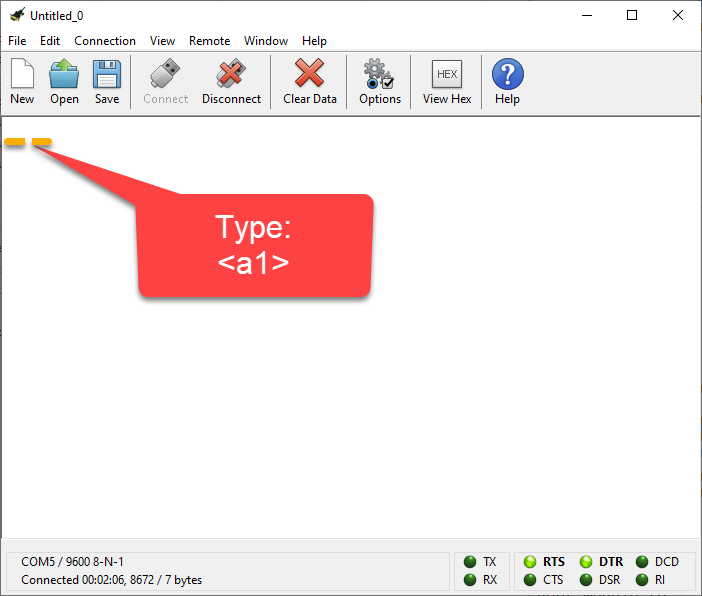 Untitled_0
File Edit Connection View Remote Window Help
HEX
New Open Save Connect Disconnect Clear Data Options View Hex Help
Type:
<a1>
COM5 / 9600 8-N-1 TX RTS DTR DCD
Connected 00:02:06, 8672 / 7 bytes RX CTS DSR RI